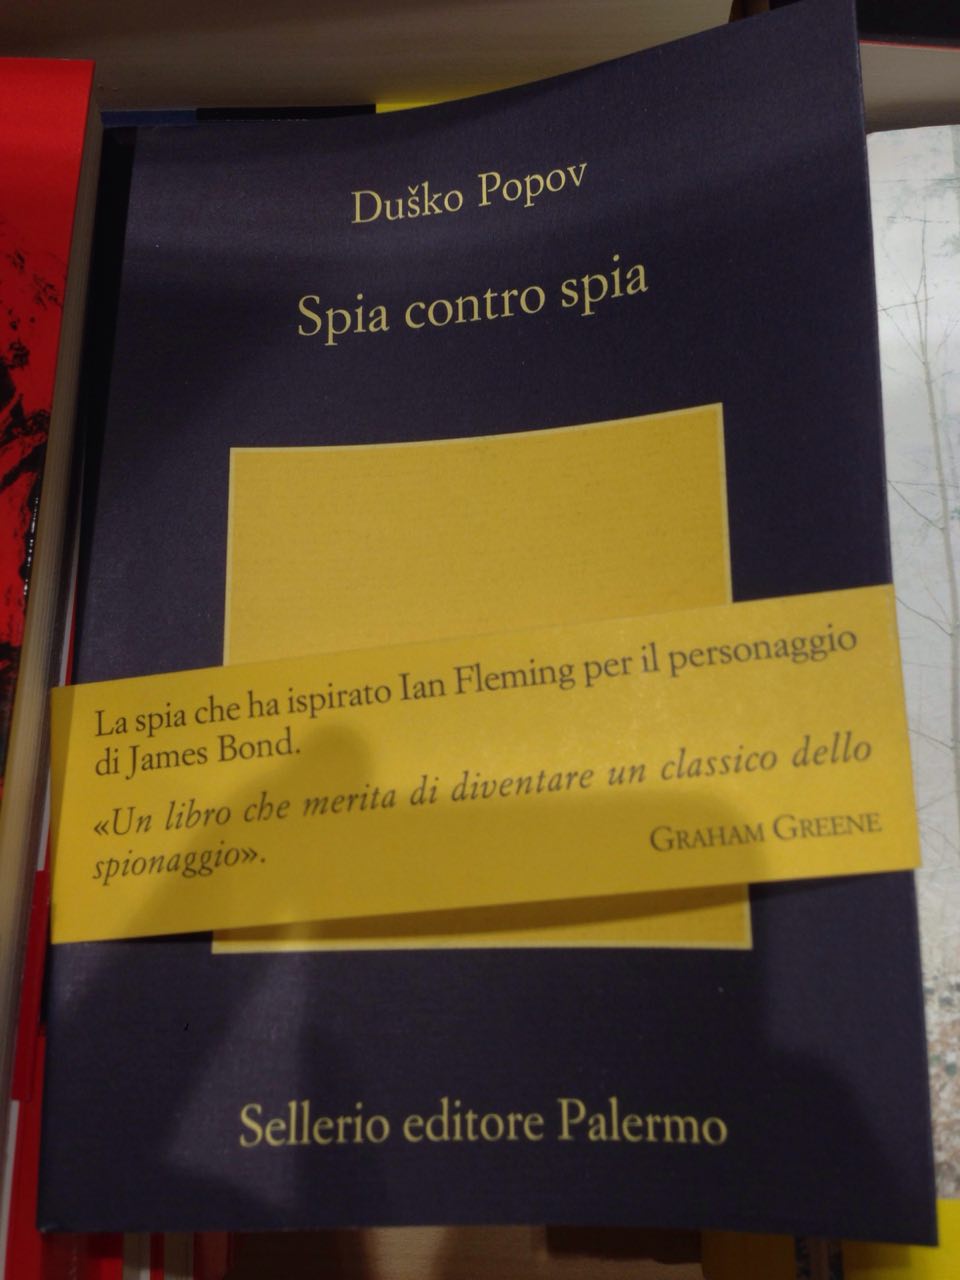 Duško Popov
Spia contro spia
La spia che ha ispirato Ian Fleming per il personaggio
di James Bond.
«Un libro che merita di diventare un classico dello
spionaggio».
GRAHAM GREENE
Sellerio editore Palermo